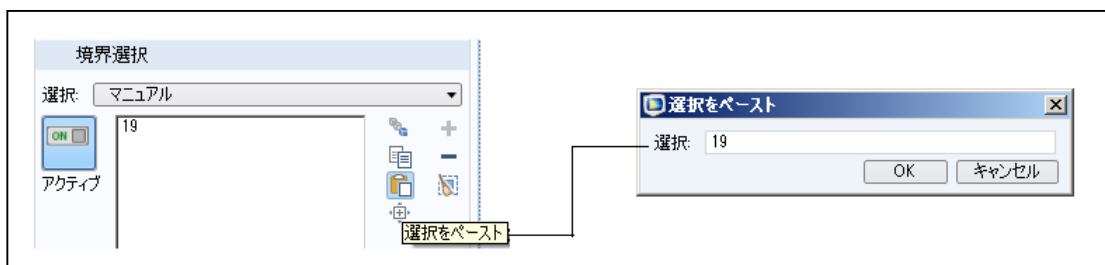 境界選択
選択: マニュアル
ON
19
アクティブ
選択をペースト
選択をペースト
選択: 19
OK キャンセル